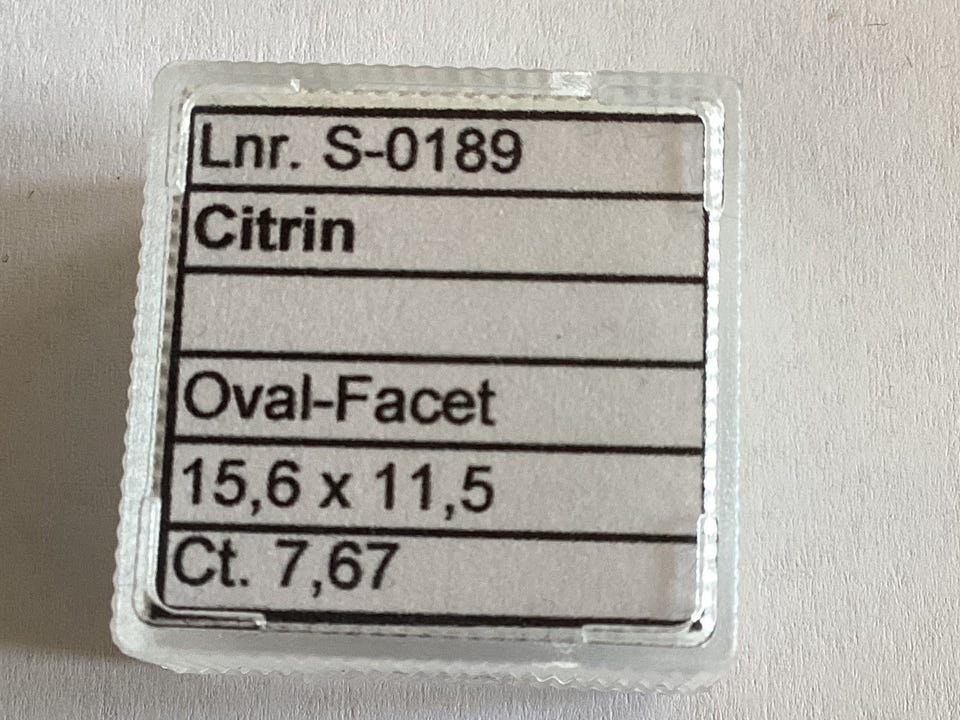 Lnr. S-0189
Citrin
Oval-Facet
15,6 x 11,5
Ct. 7,67